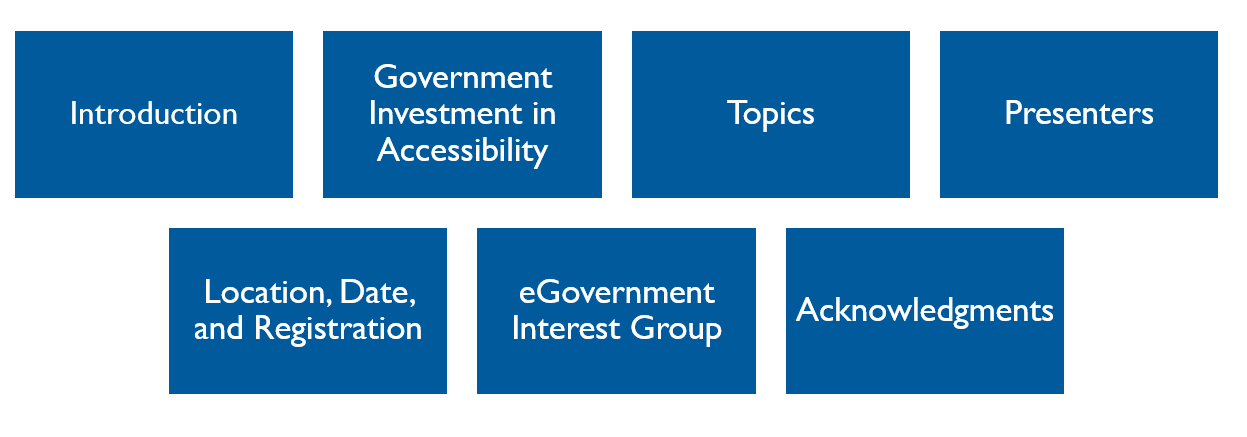 Introduction
Government
Investment in
Accessibility
Topics
Presenters
Location, Date,
and Registration
eGovernment
Interest Group
Acknowledgments